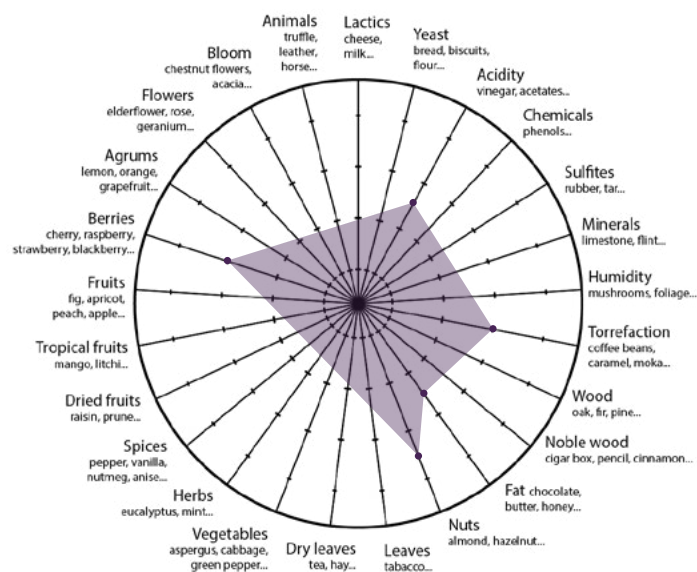 Lactics
cheese,
milk...
Yeast
bread, biscuits,
flour...
Acidity
vinegar, acetates...
Chemicals
phenols...
Sulfites
rubber, tar...
Minerals
limestone, flint...
Humidity
mushrooms, foliage...
Torrefaction
coffee beans,
caramel, moka...
Wood
oak, fir, pine...
Noble wood
cigar box, pencil, cinnamon...
Fat chocolate,
butter, honey...
Nuts
almond, hazelnut...
Leaves
tabacco...
Dry leaves
tea, hay...
Vegetables
aspergus, cabbage,
green pepper...
Herbs
eucalyptus, mint...
Spices
pepper, vanilla,
nutmeg, anise...
Dried fruits
raisin, prune...
Tropical fruits
mango, litchi...
Fruits
fig, apricot,
peach, apple...
Berries
cherry, raspberry,
strawberry, blackberry...
Agrums
lemon, orange,
grapefruit...
Flowers
elderflower, rose,
geranium...
Bloom
chestnut flowers,
acacia...
Animals
truffle,
leather,
horse...